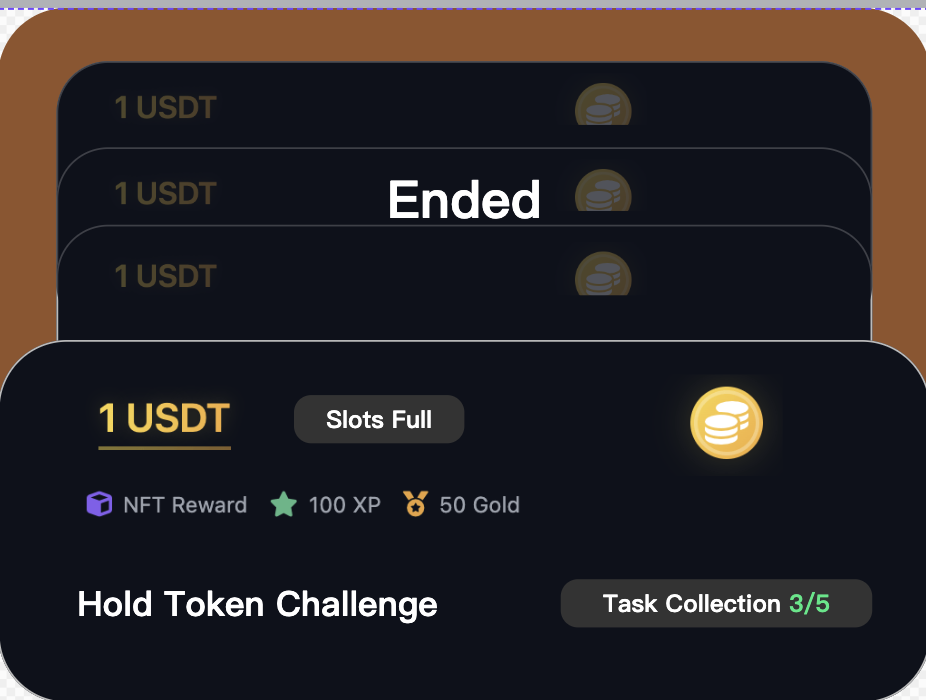 1 USDT
1 USDT
Ended
1 USDT
1 USDT
Slots Full
NFT Reward
100 XP
50 Gold
Hold Token Challenge
Task Collection 3/5